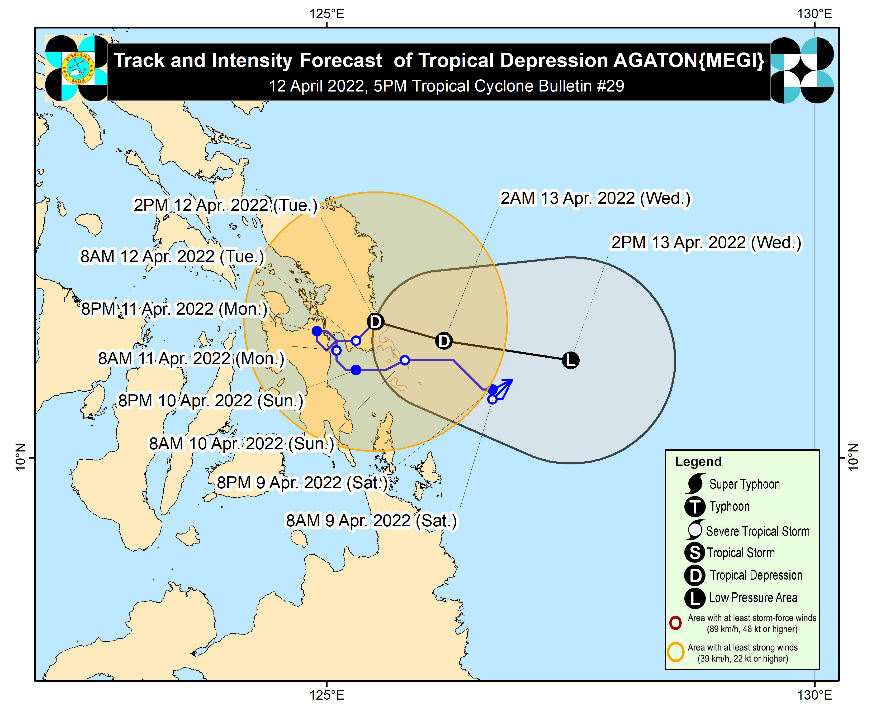 125°E 130°E
Track and Intensity Forecast of Tropical Depression AGATON{MEGI}
12 April 2022, 5PM Tropical Cyclone Bulletin #29
2PM 12 Apr. 2022 (Tue.)
2AM 13 Apr. 2022 (Wed.)
2PM 13 Apr. 2022 (Wed.)
8AM 12 Apr. 2022 (Tue.)
8PM 11 Apr. 2022 (Mon.)
D
D
L
8AM 11 Apr. 2022 (Mon.)
8PM 10 Apr. 2022 (Sun.)
8AM 10 Apr. 2022 (Sun.)
8PM 9 Apr. 2022 (Sat.)
8AM 9 Apr. 2022 (Sat.)
10°N 10°N
Legend
Super Typhoon
T Typhoon
Severe Tropical Storm
S Tropical Storm
D Tropical Depression
L Low Pressure Area
Area with at least storm-force winds
(89 km/h, 48 kt or higher)
Area with at least strong winds
(39 km/h, 22 kt or higher)
125°E 130°E